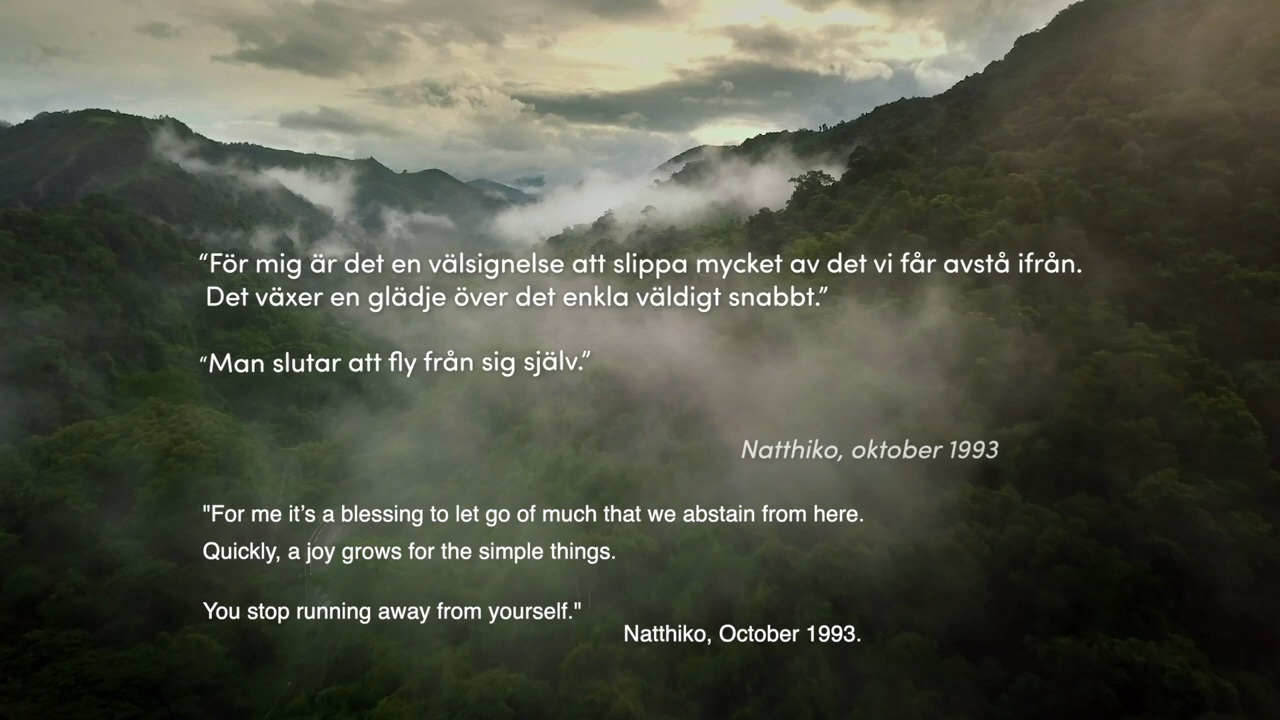 “För mig är det en välsignelse att slippa mycket av det vi får avstå ifrån.
Det växer en glädje över det enkla väldigt snabbt.”
“Man slutar att fly från sig själv.”
Natthiko, oktober 1993
"For me it’s a blessing to let go of much that we abstain from here.
Quickly, a joy grows for the simple things.
You stop running away from yourself."
Natthiko, October 1993.